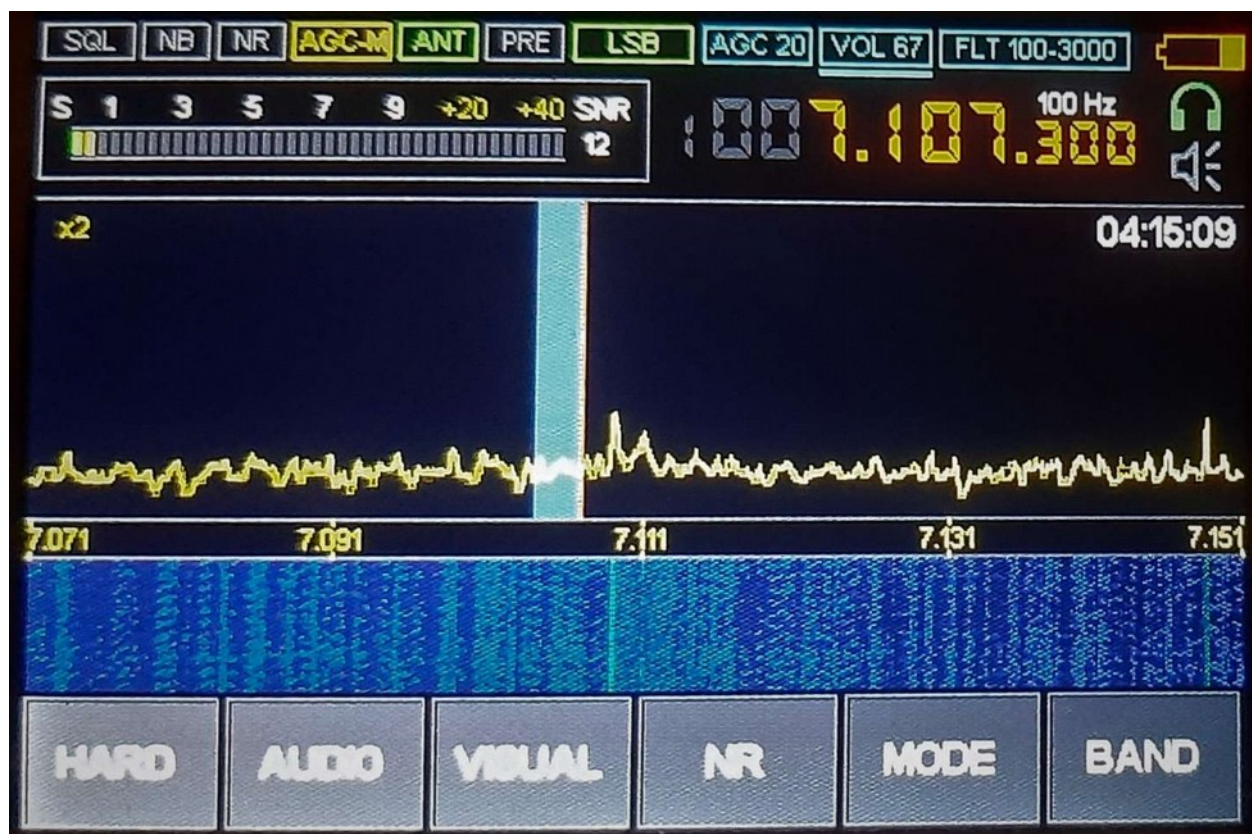 SQL NB NR AGC-M ANT PRE LSB AGC 20 VOL 67 FLT 100-3000
S 1 3 5 7 9 +20 +40 SNR
12
100 Hz
1007.107.300
x2
04:15:09
7.071 7.091 7.111 7.131 7.151
HARD AUDIO VISUAL NR MODE BAND